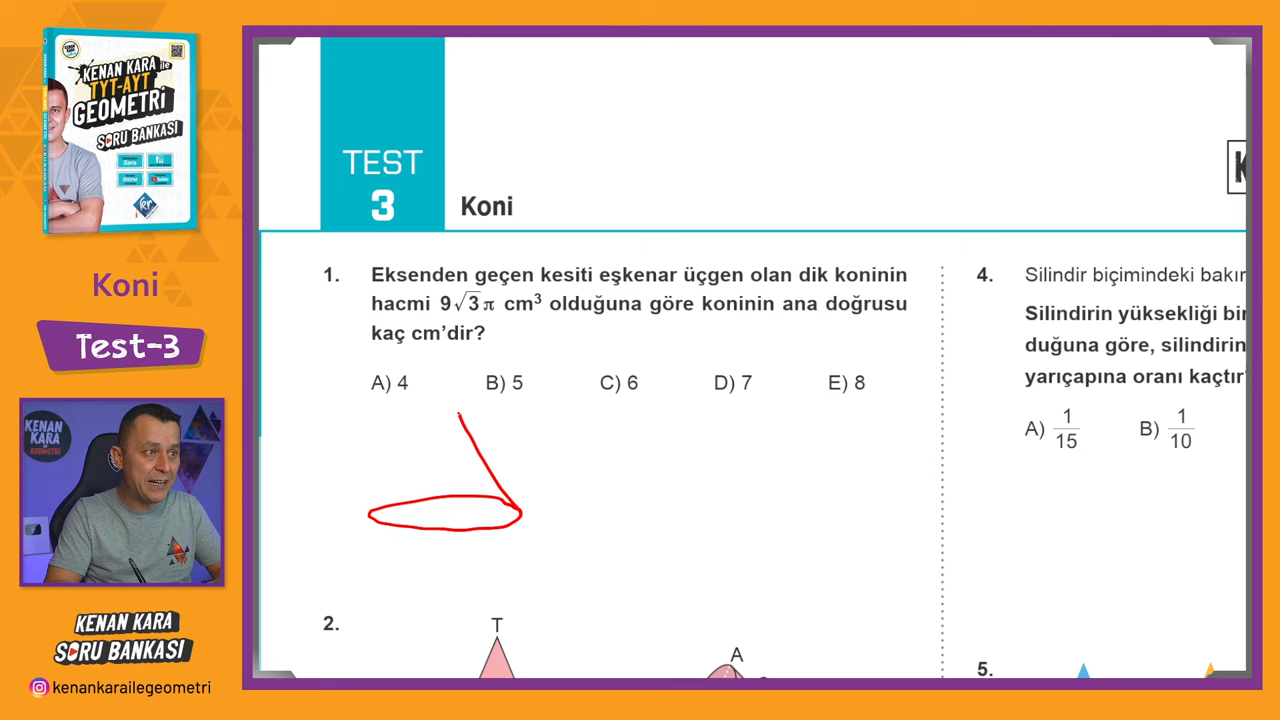 KENAN KARA ile
TYT-AYT
GEOMETRİ
SORU BANKASI
kr
Koni
Test-3
KENAN
KARA
GEOMETRİ
KENAN KARA
SORU BANKASI
kenankarailegeometri
TEST
3
Koni
1. Eksenden geçen kesiti eşkenar üçgen olan dik koninin
hacmi 9√3π cm³ olduğuna göre koninin ana doğrusu
kaç cm'dir?
A) 4 B) 5 C) 6 D) 7 E) 8
2.
T
A
4. Silindir biçimindeki bakır
Silindirin yüksekliği bir
duğuna göre, silindirin
yarıçapına oranı kaçtır
A) 1/15 B) 1/10
5.